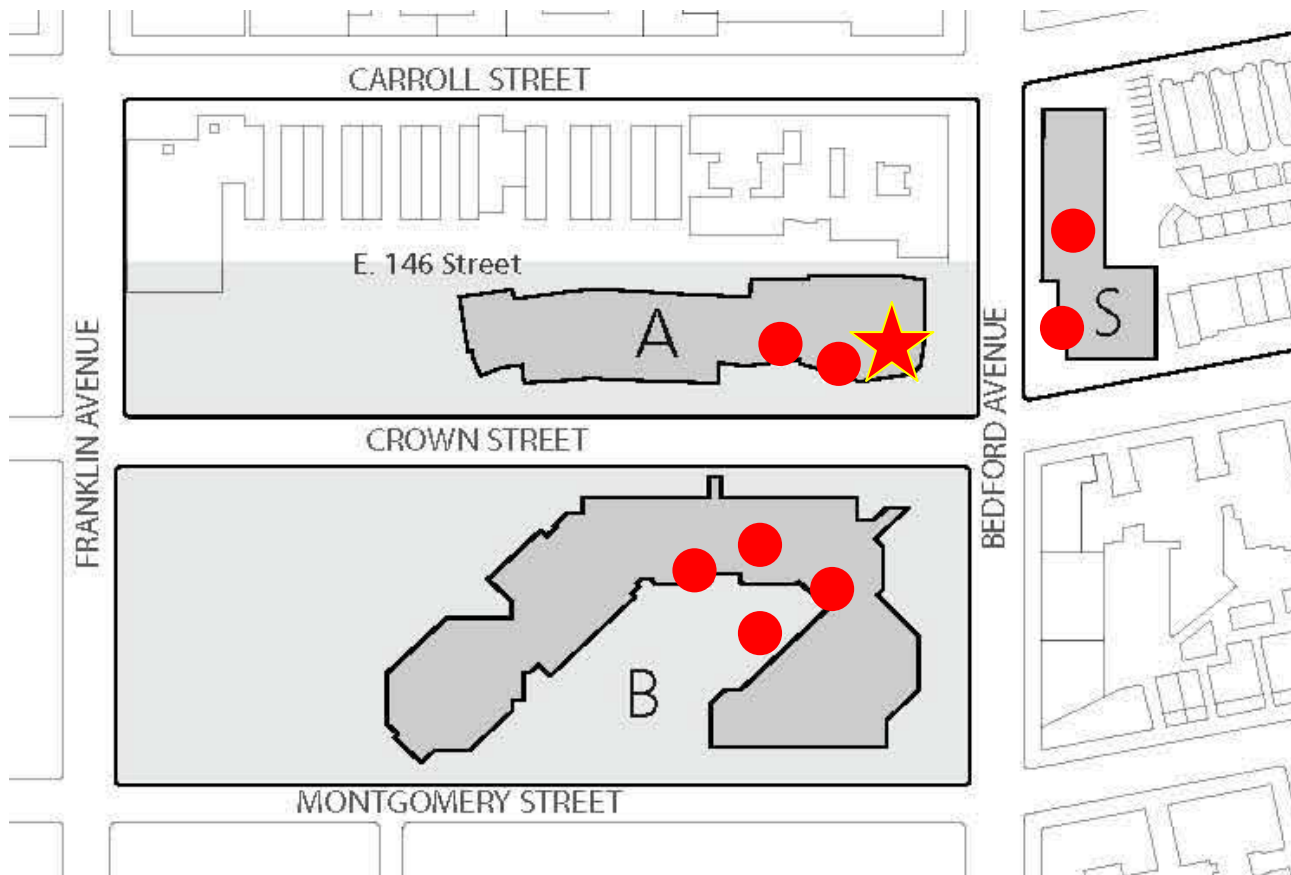 CARROLL STREET
E. 146 Street
A
S
FRANKLIN AVENUE
BEDFORD AVENUE
CROWN STREET
B
MONTGOMERY STREET